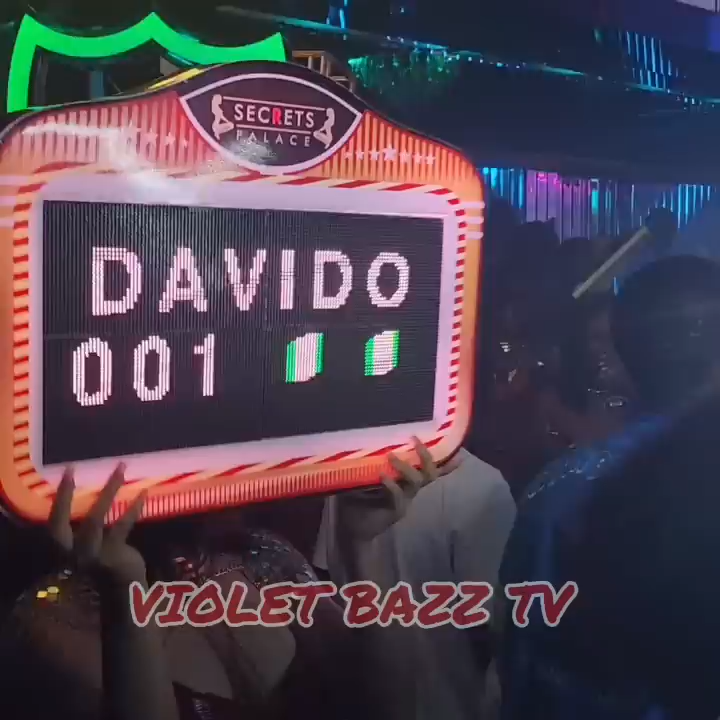 SECRETS
PALACE
DAVIDO
001 🇳🇬 🇳🇬
VIOLET BAZZ TV